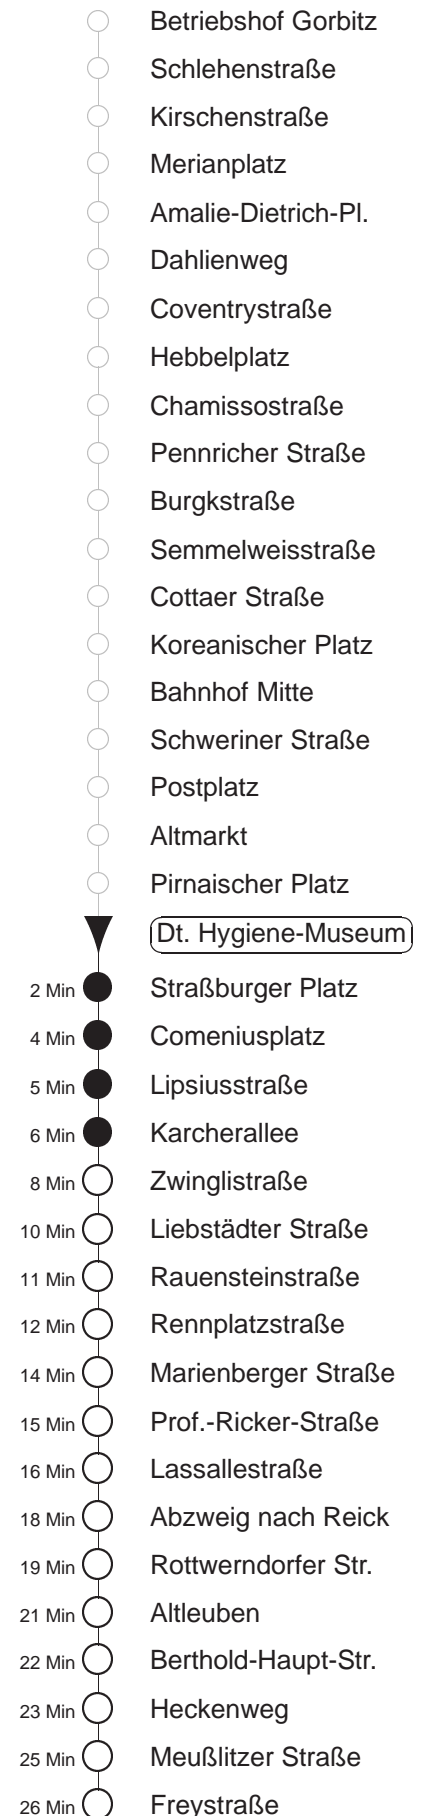 Betriebshof Gorbitz
Schlehenstraße
Kirschenstraße
Merianplatz
Amalie-Dietrich-Pl.
Dahlienweg
Coventrystraße
Hebbelplatz
Chamissostraße
Pennricher Straße
Burgkstraße
Semmelweisstraße
Cottaer Straße
Koreanischer Platz
Bahnhof Mitte
Schweriner Straße
Postplatz
Altmarkt
Pirnaischer Platz
Dt. Hygiene-Museum
2 Min Straßburger Platz
4 Min Comeniusplatz
5 Min Lipsiusstraße
6 Min Karcherallee
8 Min Zwinglistraße
10 Min Liebstädter Straße
11 Min Rauensteinstraße
12 Min Rennplatzstraße
14 Min Marienberger Straße
15 Min Prof.-Ricker-Straße
16 Min Lassallestraße
18 Min Abzweig nach Reick
19 Min Rottwerndorfer Str.
21 Min Altleuben
22 Min Berthold-Haupt-Str.
23 Min Heckenweg
25 Min Meußlitzer Straße
26 Min Freystraße